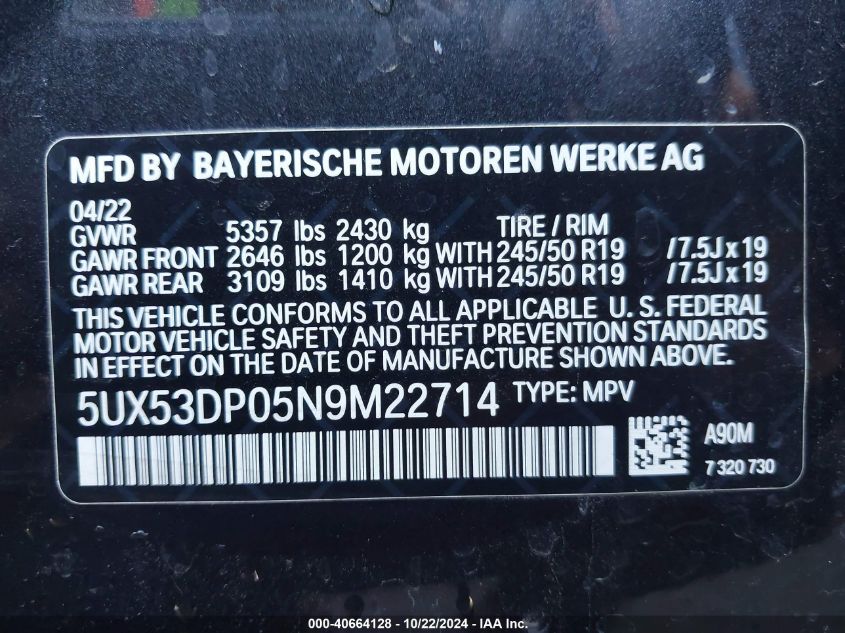 MFD BY BAYERISCHE MOTOREN WERKE AG
04/22
GVWR 5357 lbs 2430 kg TIRE / RIM
GAWR FRONT 2646 lbs 1200 kg WITH 245/50 R19 /7.5J x 19
GAWR REAR 3109 lbs 1410 kg WITH 245/50 R19 /7.5J x 19
THIS VEHICLE CONFORMS TO ALL APPLICABLE U. S. FEDERAL
MOTOR VEHICLE SAFETY AND THEFT PREVENTION STANDARDS
IN EFFECT ON THE DATE OF MANUFACTURE SHOWN ABOVE.
5UX53DP05N9M22714 TYPE: MPV
A90M
7 320 730
000-40664128 - 10/22/2024 - IAA Inc.